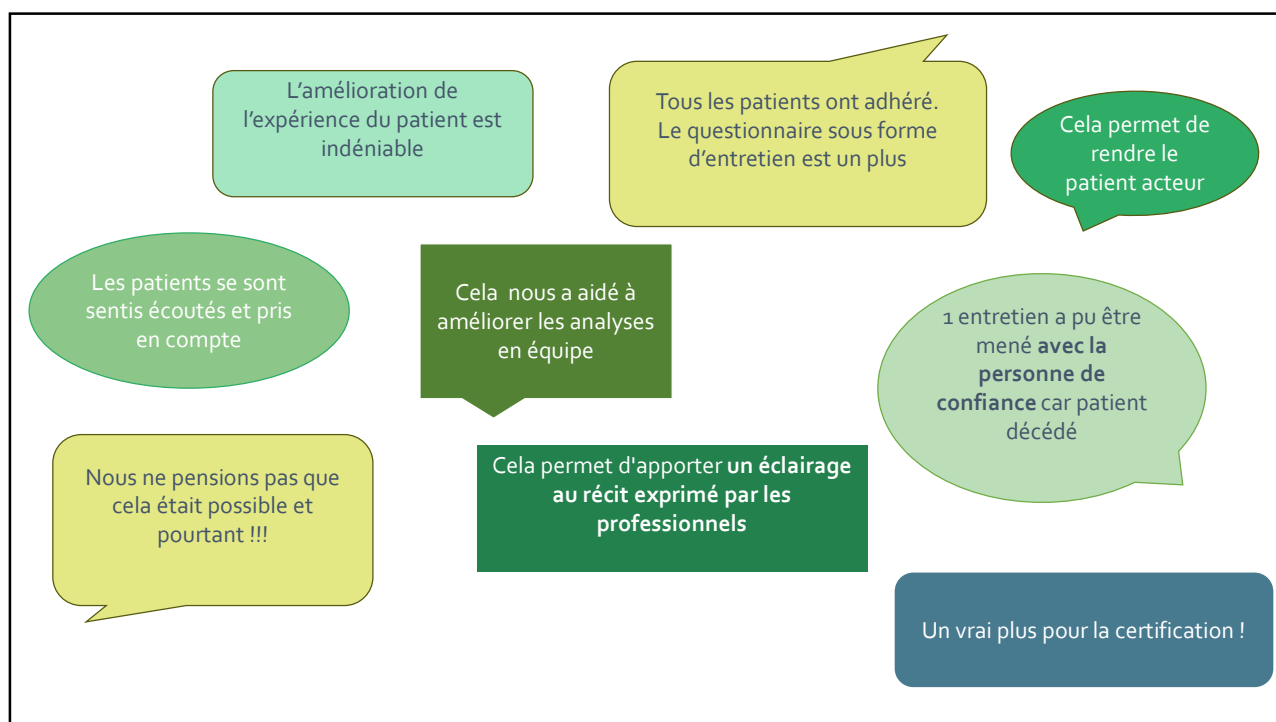 L’amélioration de
l’expérience du patient est
indéniable
Tous les patients ont adhéré.
Le questionnaire sous forme
d’entretien est un plus
Cela permet de
rendre le
patient acteur
Les patients se sont
sentis écoutés et pris
en compte
Cela nous a aidé à
améliorer les analyses
en équipe
1 entretien a pu être
mené avec la
personne de
confiance car patient
décédé
Nous ne pensions pas que
cela était possible et
pourtant !!!
Cela permet d'apporter un éclairage
au récit exprimé par les
professionnels
Un vrai plus pour la certification !